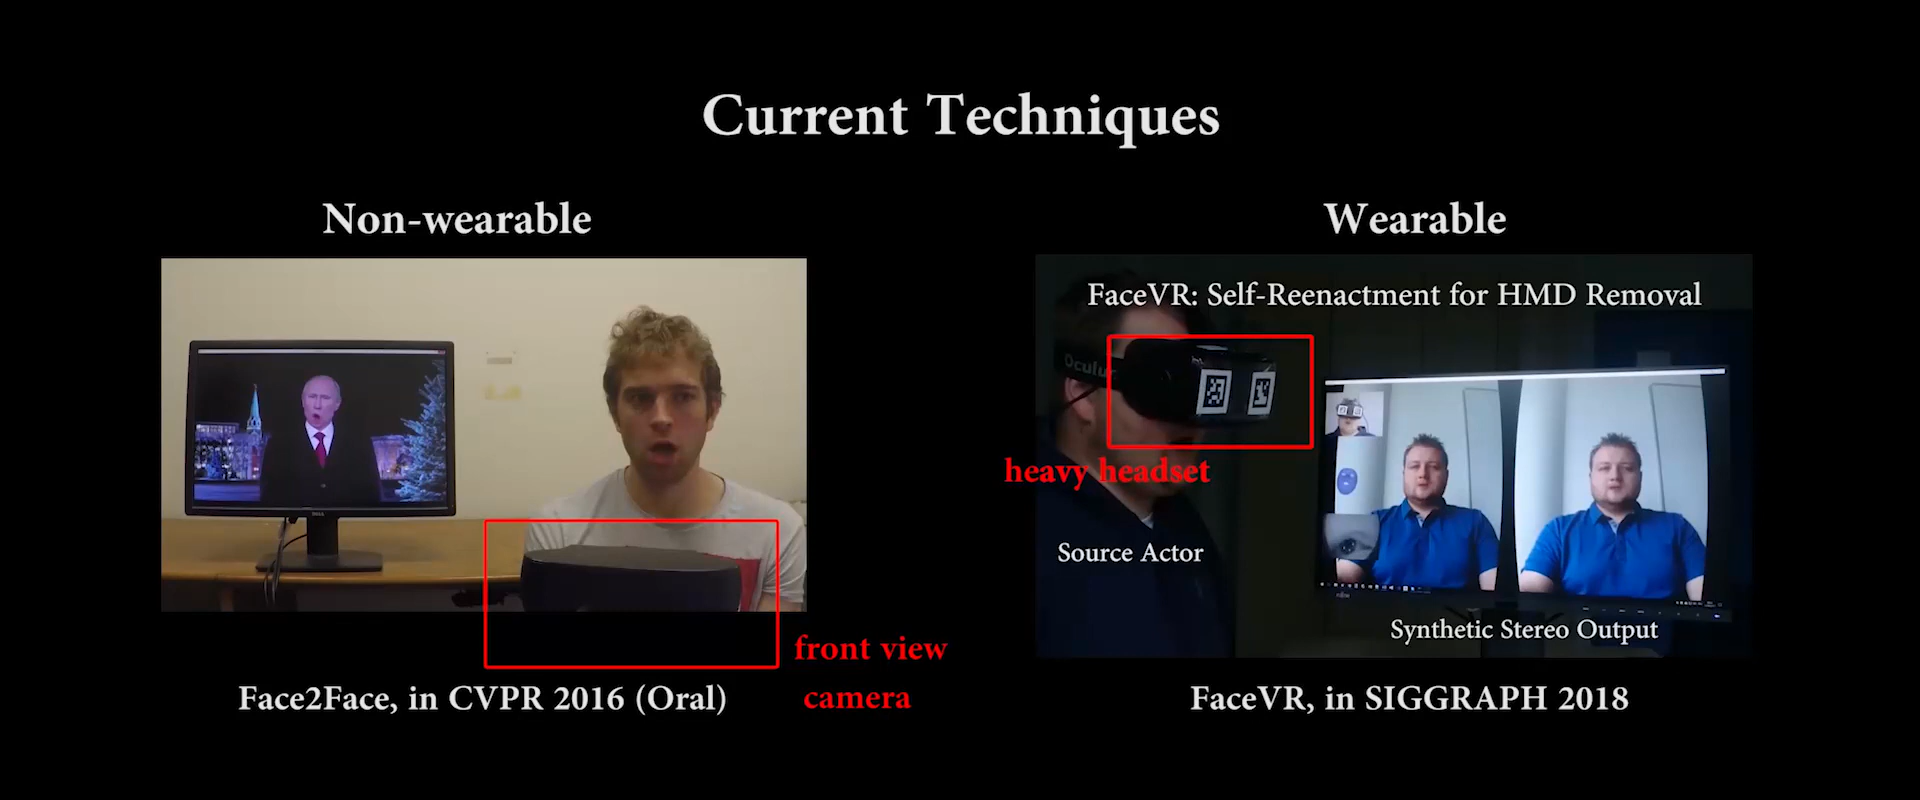 Current Techniques
Non-wearable
Wearable
FaceVR: Self-Reenactment for HMD Removal
heavy headset
Source Actor
Synthetic Stereo Output
front view
camera
Face2Face, in CVPR 2016 (Oral)
FaceVR, in SIGGRAPH 2018